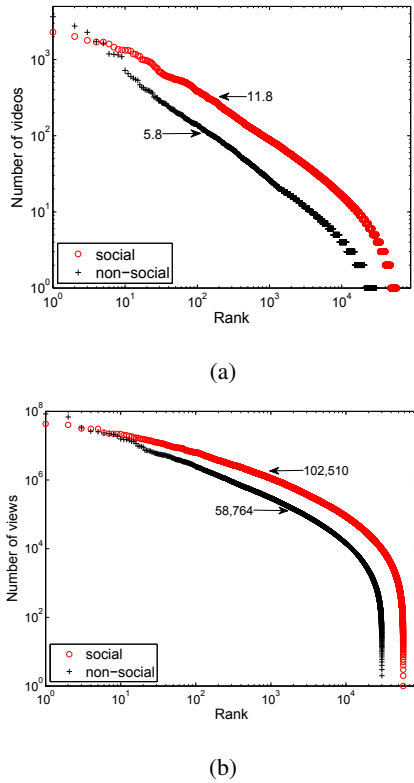 10^3
10^2
10^1
10^0
Number of videos
11.8
5.8
social
non-social
10^0
10^1
10^2
10^3
10^4
Rank
(a)
10^8
10^6
10^4
10^2
10^0
Number of views
102,510
58,764
social
non-social
10^0
10^1
10^2
10^3
10^4
Rank
(b)